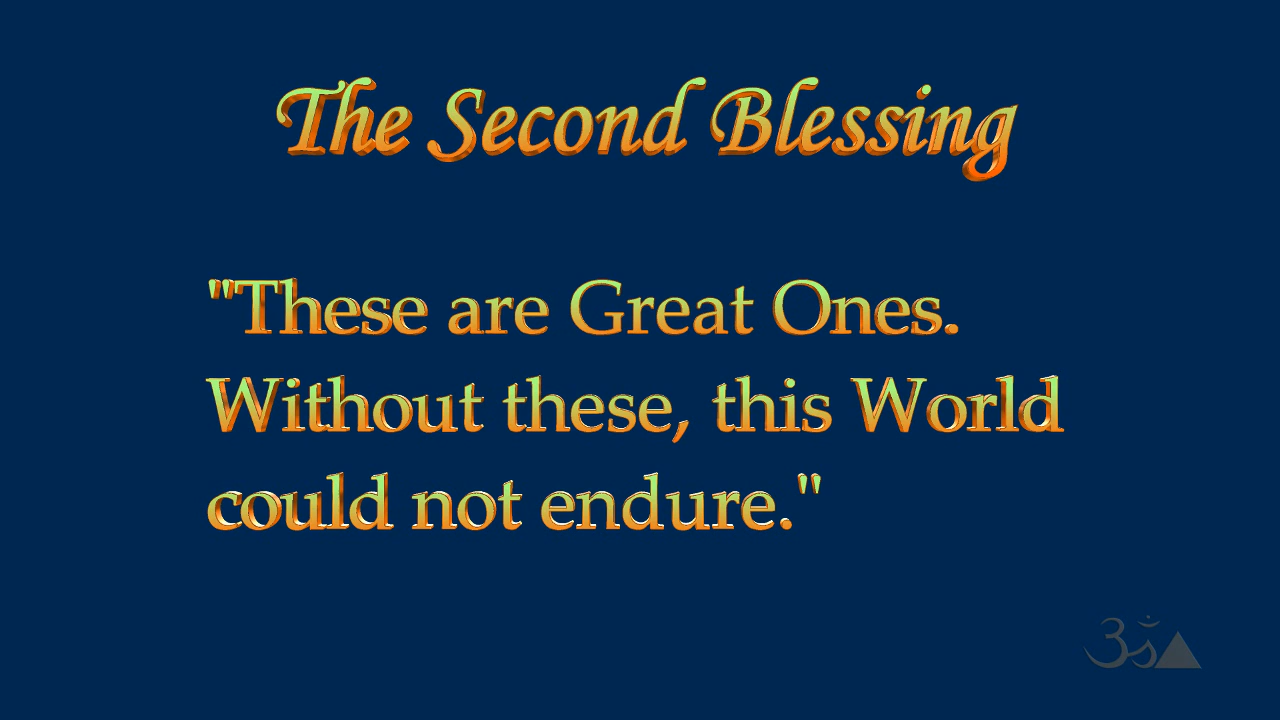 The Second Blessing
"These are Great Ones.
Without these, this World
could not endure."